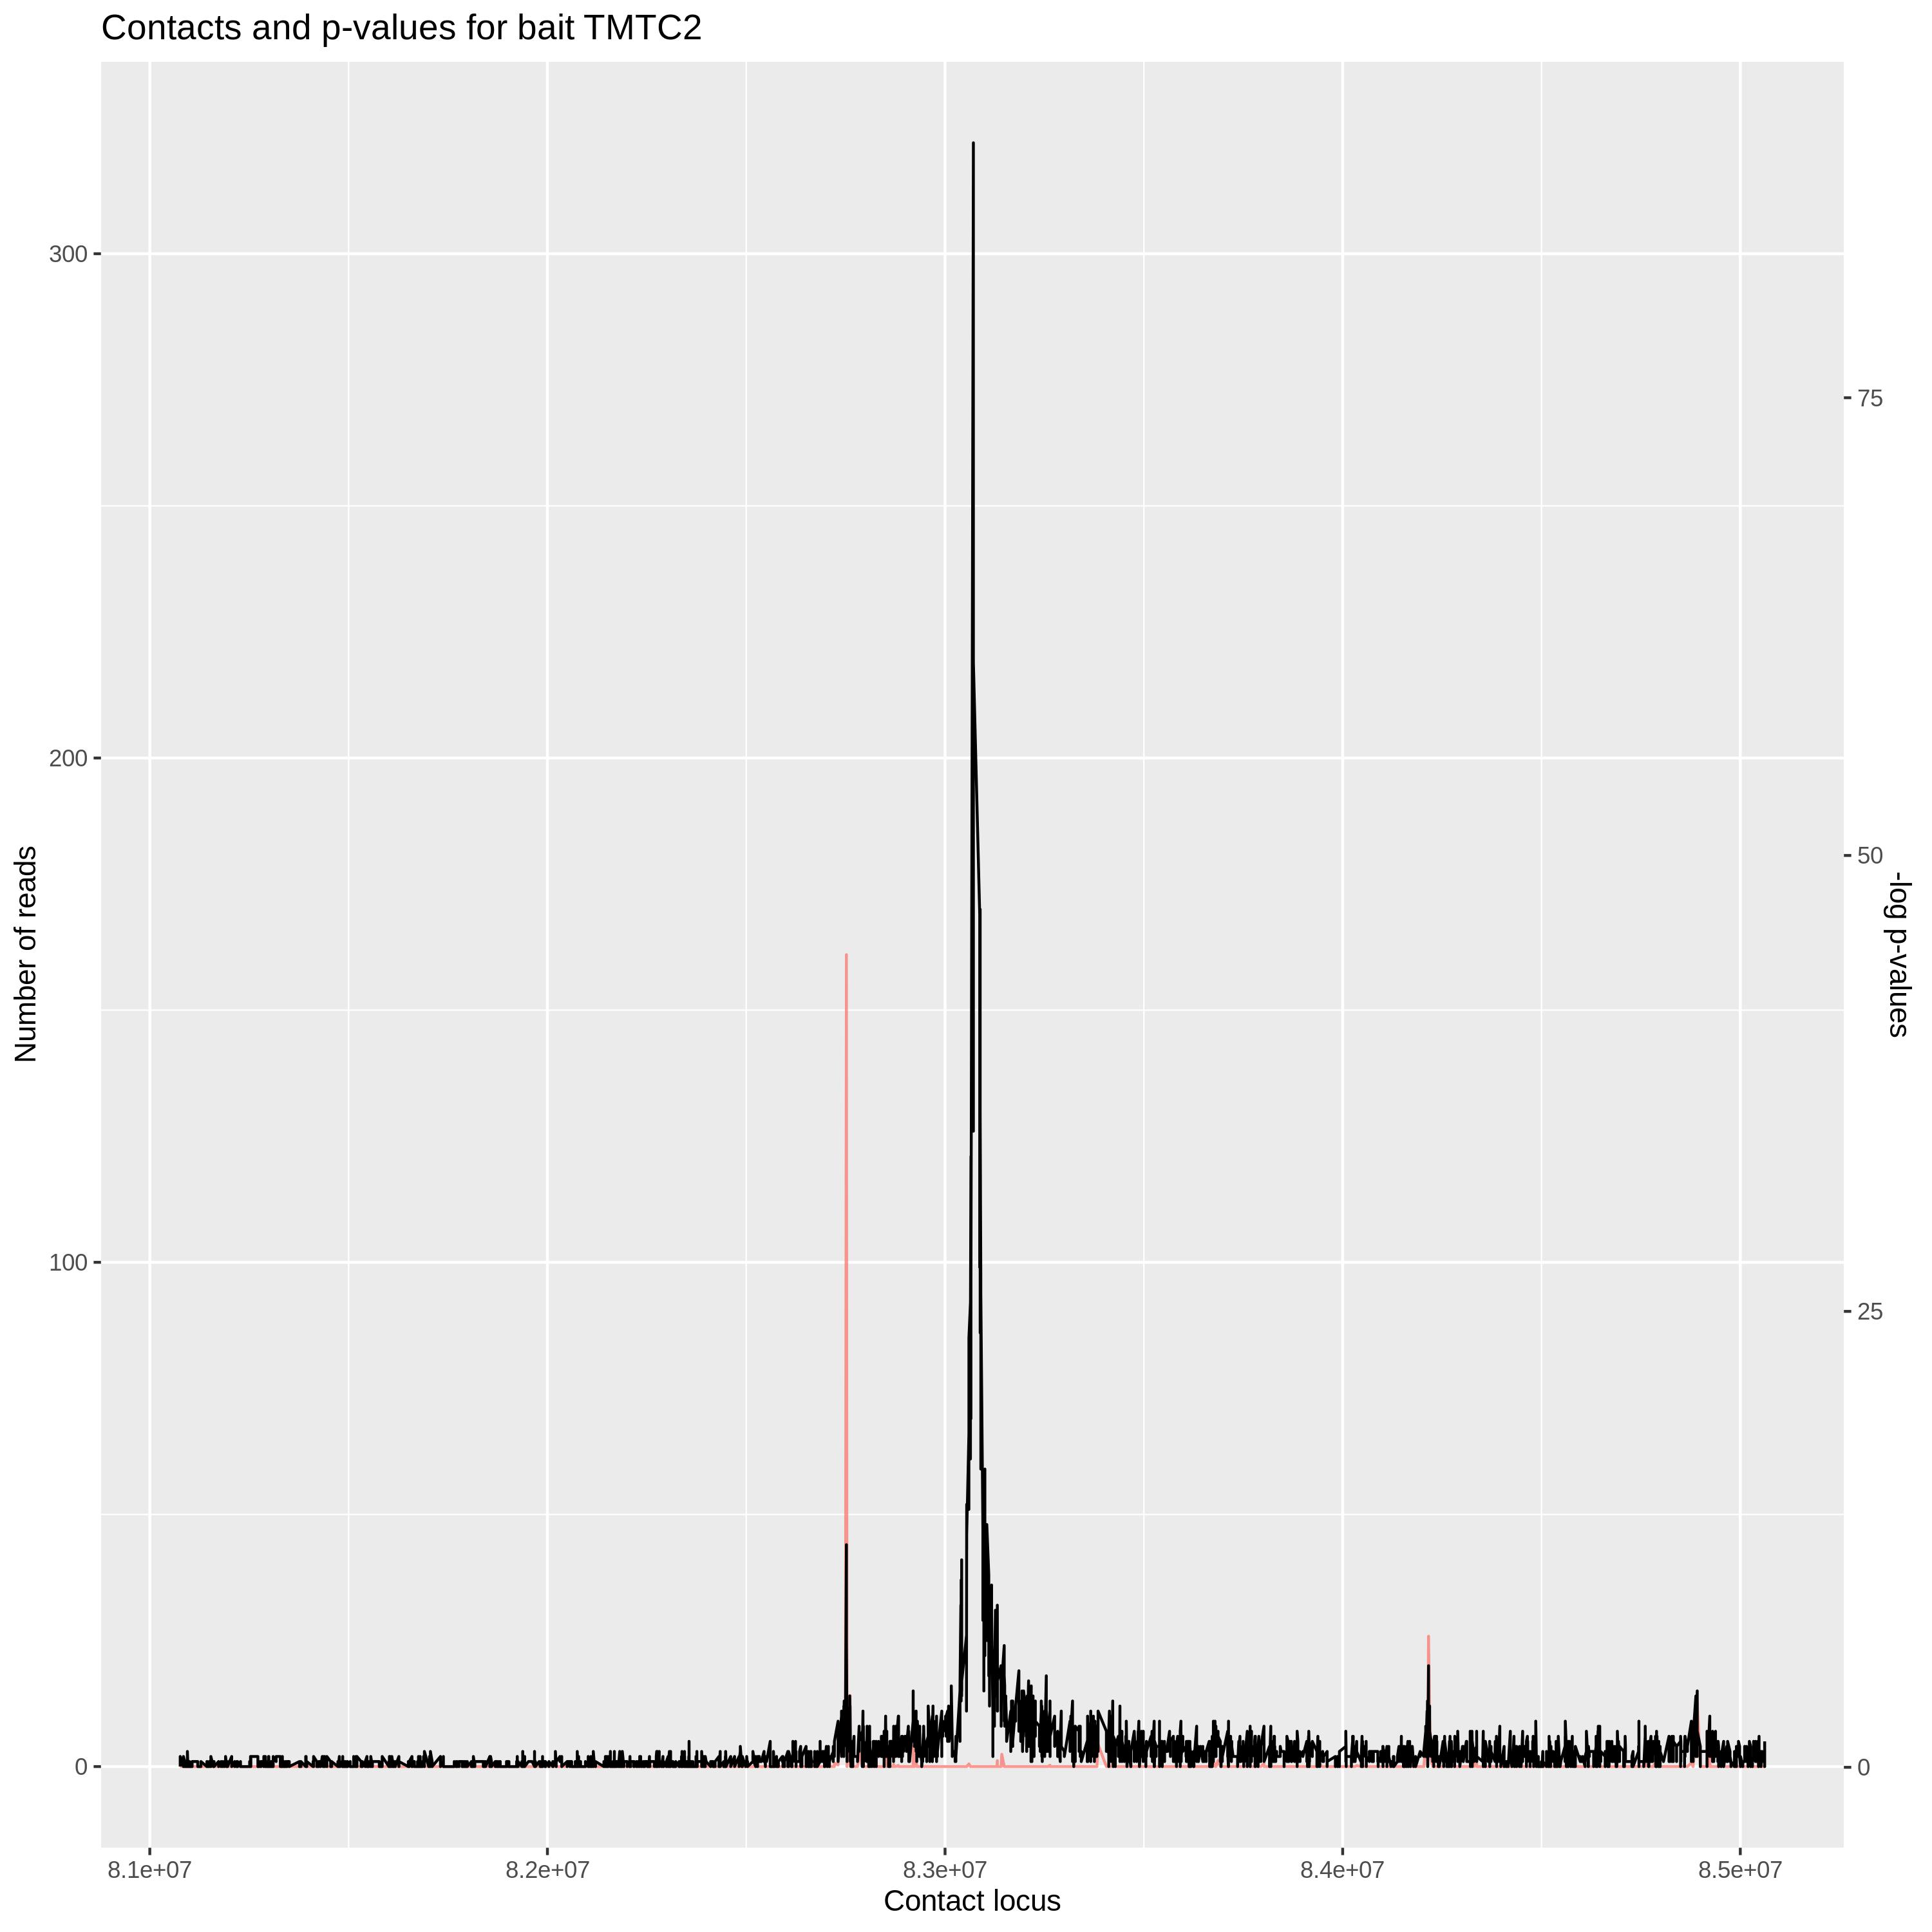 Contacts and p-values for bait TMTC2
Number of reads
300
200
100
0
75
50
25
0
-log p-values
8.1e+07
8.2e+07
8.3e+07
8.4e+07
8.5e+07
Contact locus